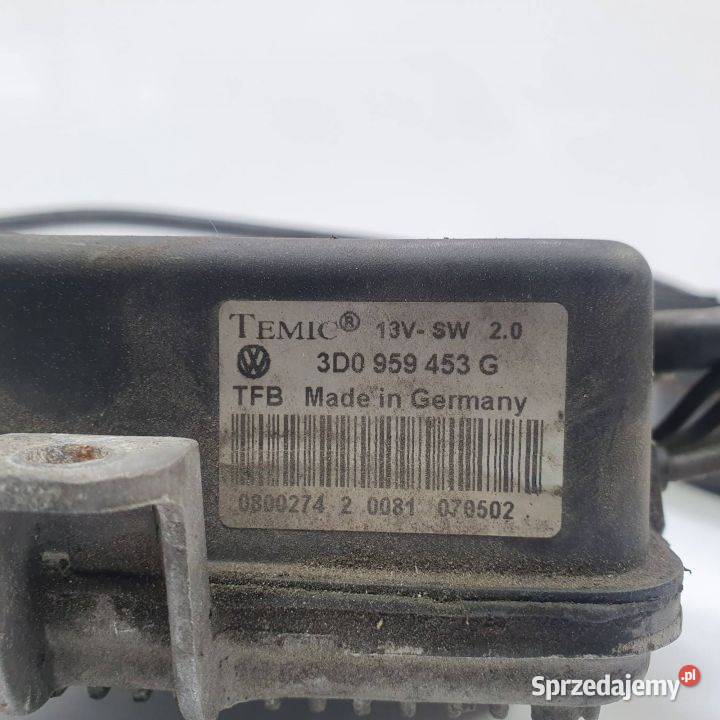 TEMIC® 13V-SW 2.0
3D0 959 453 G
TFB Made in Germany
0800274 2 0081 070502
Sprzedajemy.pl